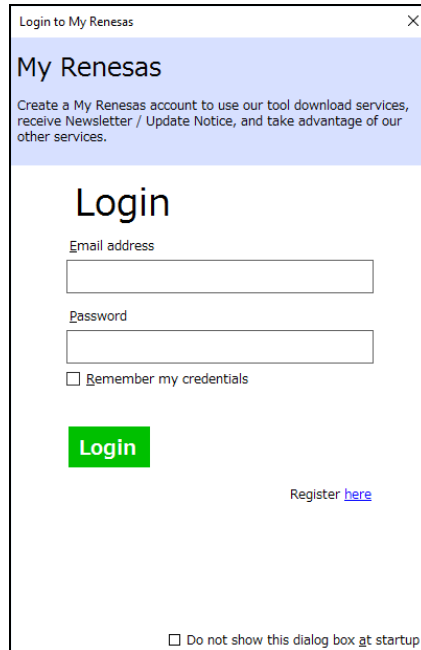 Login to My Renesas
My Renesas
Create a My Renesas account to use our tool download services,
receive Newsletter / Update Notice, and take advantage of our
other services.
Login
Email address
Password
Remember my credentials
Login
Register here
Do not show this dialog box at startup